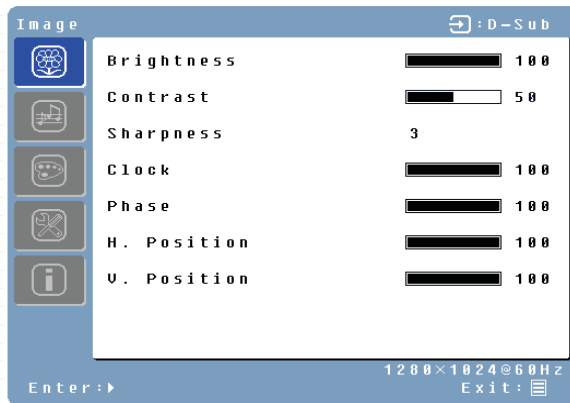 Image :D-Sub
Brightness 100
Contrast 50
Sharpness 3
Clock 100
Phase 100
H. Position 100
V. Position 100
1280×1024@60Hz
Enter: Exit: